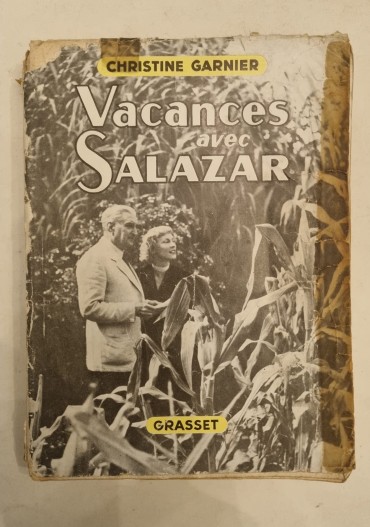 CHRISTINE GARNIER
Vacances
avec
SALAZAR
GRASSET